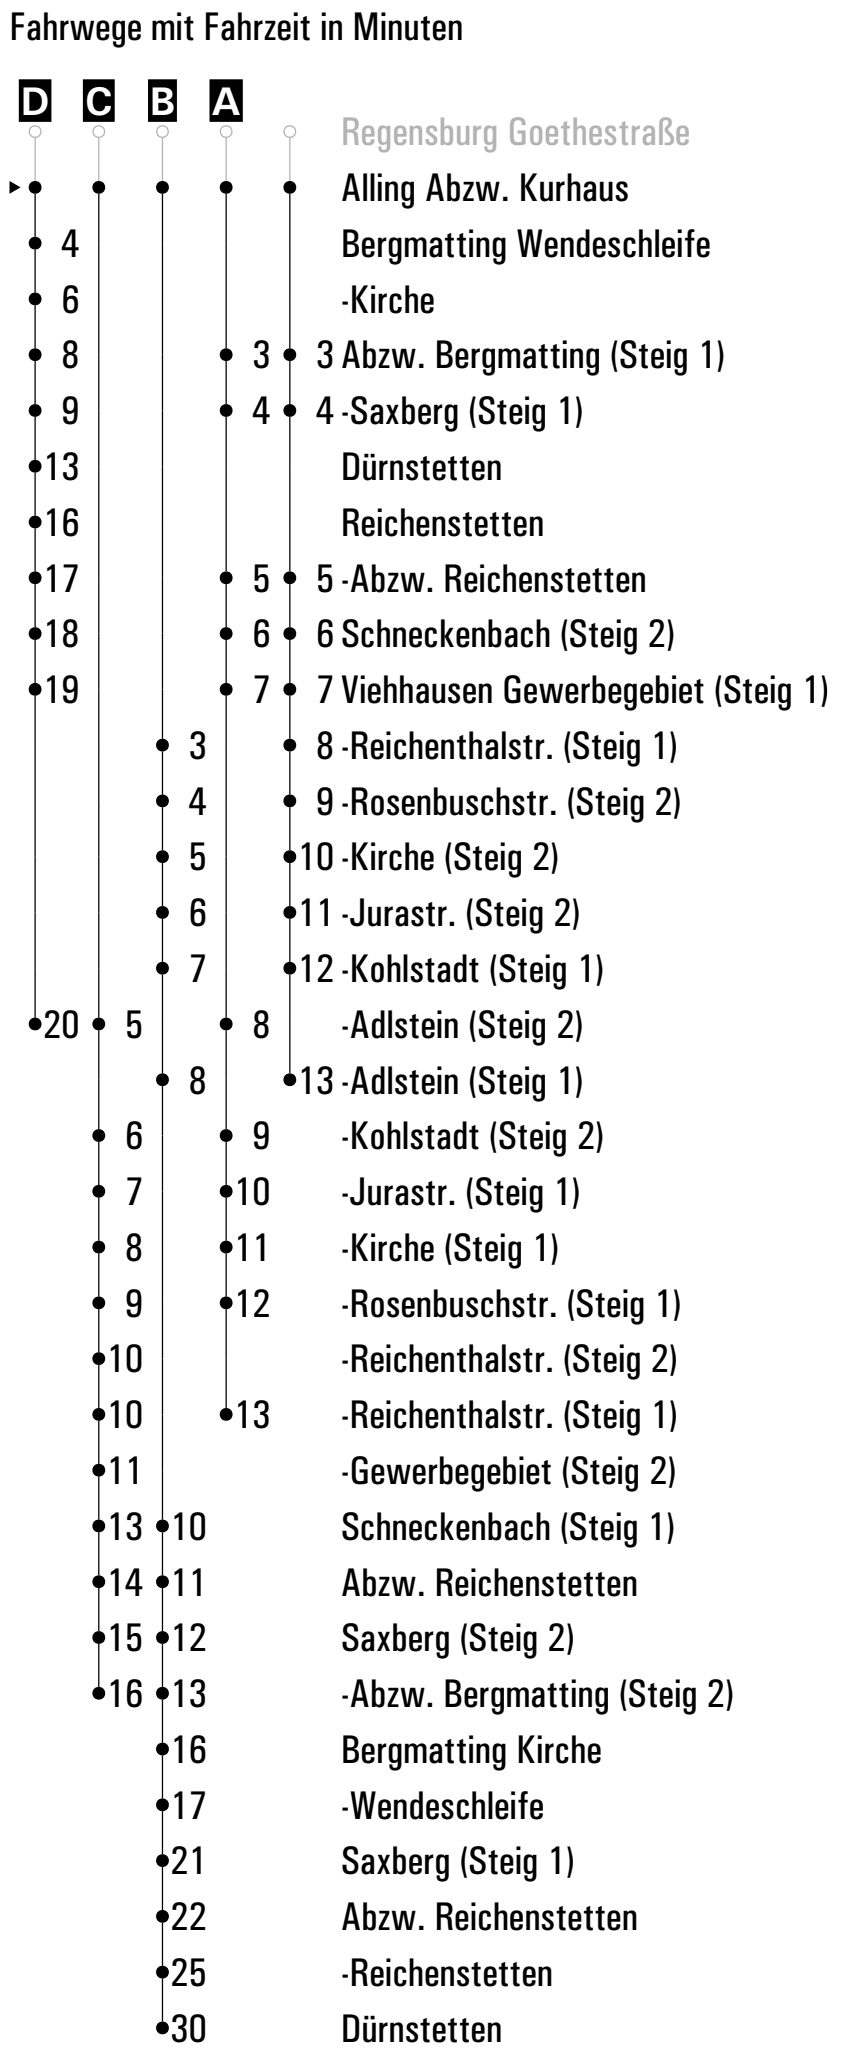 Fahrwege mit Fahrzeit in Minuten
D C B A
Regensburg Goethestraße
Alling Abzw. Kurhaus
4 Bergmatting Wendeschleife
6 -Kirche
8 3 3 Abzw. Bergmatting (Steig 1)
9 4 4 -Saxberg (Steig 1)
13 Dürnstetten
16 Reichenstetten
17 5 5 -Abzw. Reichenstetten
18 6 6 Schneckenbach (Steig 2)
19 7 7 Viehhausen Gewerbegebiet (Steig 1)
3 8 -Reichenthalstr. (Steig 1)
4 9 -Rosenbuschstr. (Steig 2)
5 10 -Kirche (Steig 2)
6 11 -Jurastr. (Steig 2)
7 12 -Kohlstadt (Steig 1)
20 5 8 -Adlstein (Steig 2)
8 13 -Adlstein (Steig 1)
6 9 -Kohlstadt (Steig 2)
7 10 -Jurastr. (Steig 1)
8 11 -Kirche (Steig 1)
9 12 -Rosenbuschstr. (Steig 1)
10 -Reichenthalstr. (Steig 2)
10 13 -Reichenthalstr. (Steig 1)
11 -Gewerbegebiet (Steig 2)
13 10 Schneckenbach (Steig 1)
14 11 Abzw. Reichenstetten
15 12 Saxberg (Steig 2)
16 13 -Abzw. Bergmatting (Steig 2)
16 Bergmatting Kirche
17 -Wendeschleife
21 Saxberg (Steig 1)
22 Abzw. Reichenstetten
25 -Reichenstetten
30 Dürnstetten